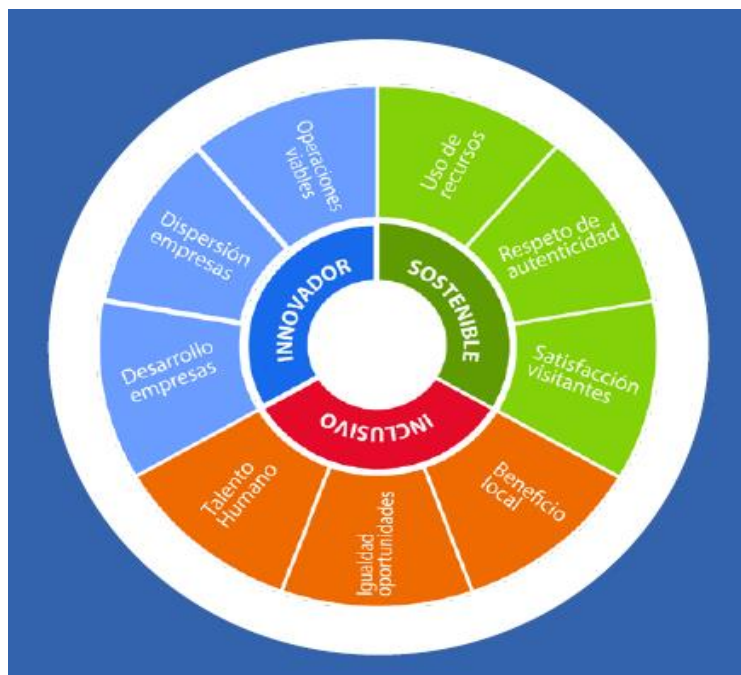 Operaciones
viables
Uso de
recursos
Dispersión
empresas
Respeto de
autenticidad
INNOVADOR
SOSTENIBLE
Desarrollo
empresas
Satisfacción
visitantes
INCLUSIVO
Talento
Humano
Igualdad
oportunidades
Beneficio
local